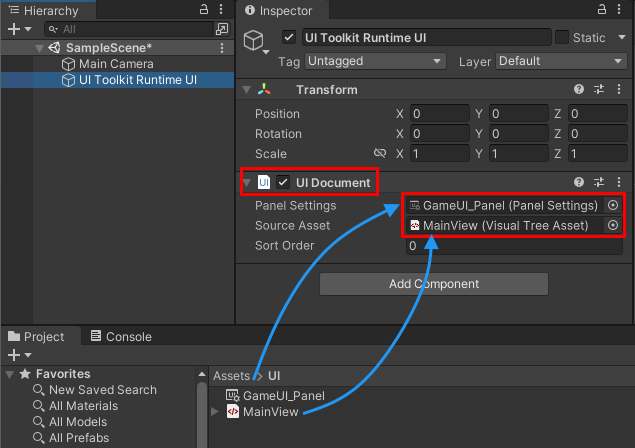 Hierarchy
All
SampleScene*
Main Camera
UI Toolkit Runtime UI
Inspector
UI Toolkit Runtime UI
Static
Tag Untagged Layer Default
Transform
Position X 0 Y 0 Z 0
Rotation X 0 Y 0 Z 0
Scale X 1 Y 1 Z 1
UI UI Document
Panel Settings GameUI_Panel (Panel Settings)
Source Asset MainView (Visual Tree Asset)
Sort Order 0
Add Component
Project Console
Favorites
New Saved Search
All Materials
All Models
All Prefabs
Assets > UI
GameUI_Panel
MainView